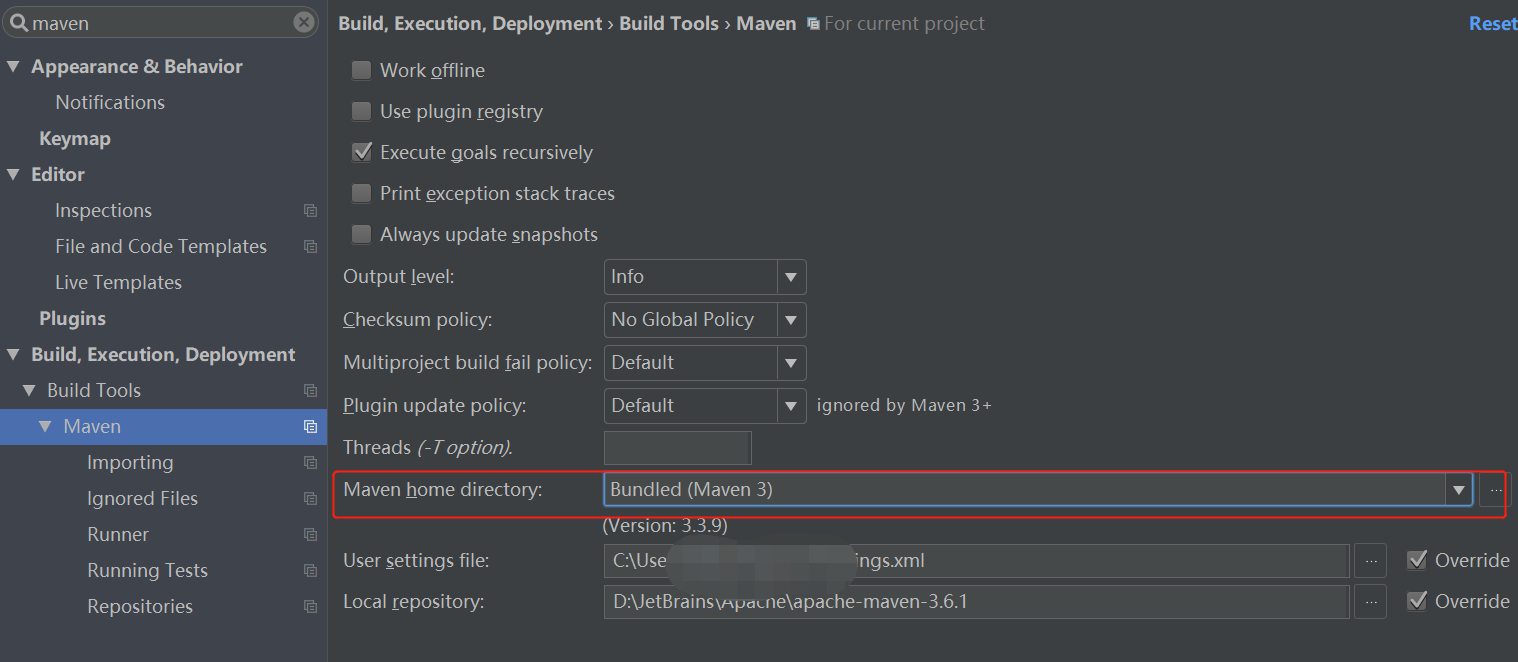 maven
Appearance & Behavior
Notifications
Keymap
Editor
Inspections
File and Code Templates
Live Templates
Plugins
Build, Execution, Deployment
Build Tools
Maven
Importing
Ignored Files
Runner
Running Tests
Repositories
Build, Execution, Deployment › Build Tools › Maven For current project Reset
Work offline
Use plugin registry
Execute goals recursively
Print exception stack traces
Always update snapshots
Output level: Info
Checksum policy: No Global Policy
Multiproject build fail policy: Default
Plugin update policy: Default ignored by Maven 3+
Threads (-T option).
Maven home directory: Bundled (Maven 3) ...
(Version: 3.3.9)
User settings file: C:\Use ings.xml ... Override
Local repository: D:\JetBrains\Apache\apache-maven-3.6.1 ... Override